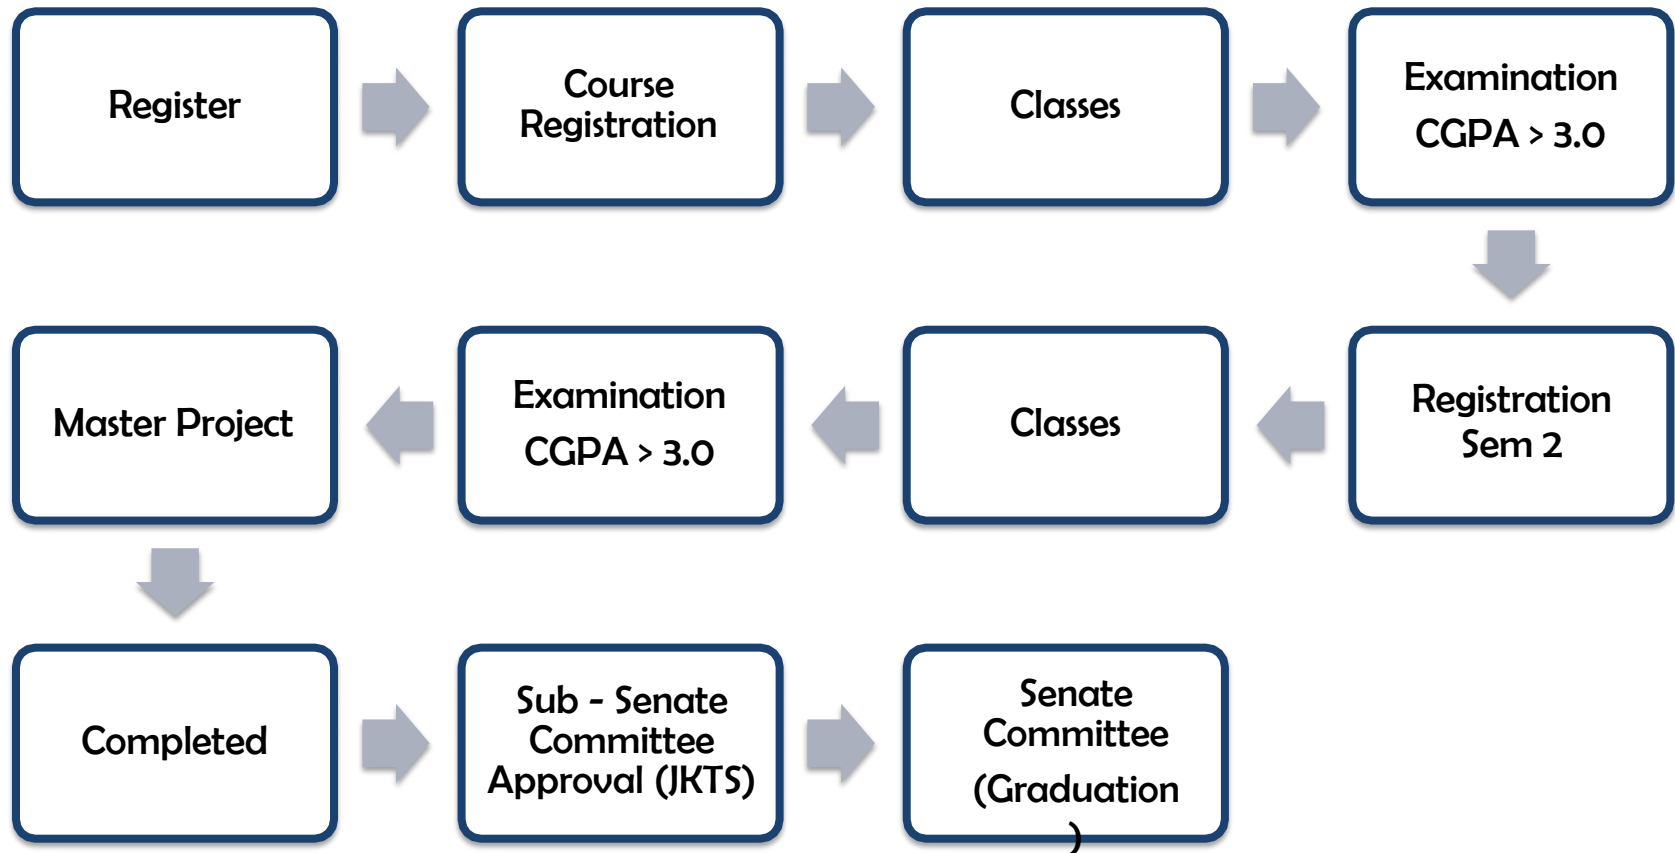 Register
Course
Registration
Classes
Examination
CGPA > 3.0
Registration
Sem 2
Classes
Examination
CGPA > 3.0
Master Project
Completed
Sub - Senate
Committee
Approval (JKTS)
Senate
Committee
(Graduation
)